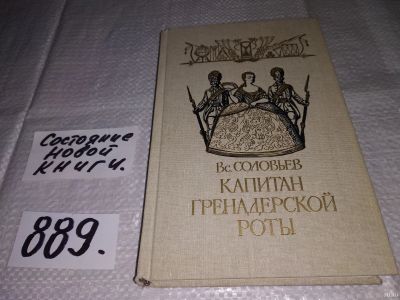 Состояние
новой
книги.
889.
Вс. СОЛОВЬЕВ
КАПИТАН
ГРЕНАДЕРСКОЙ
РОТЫ